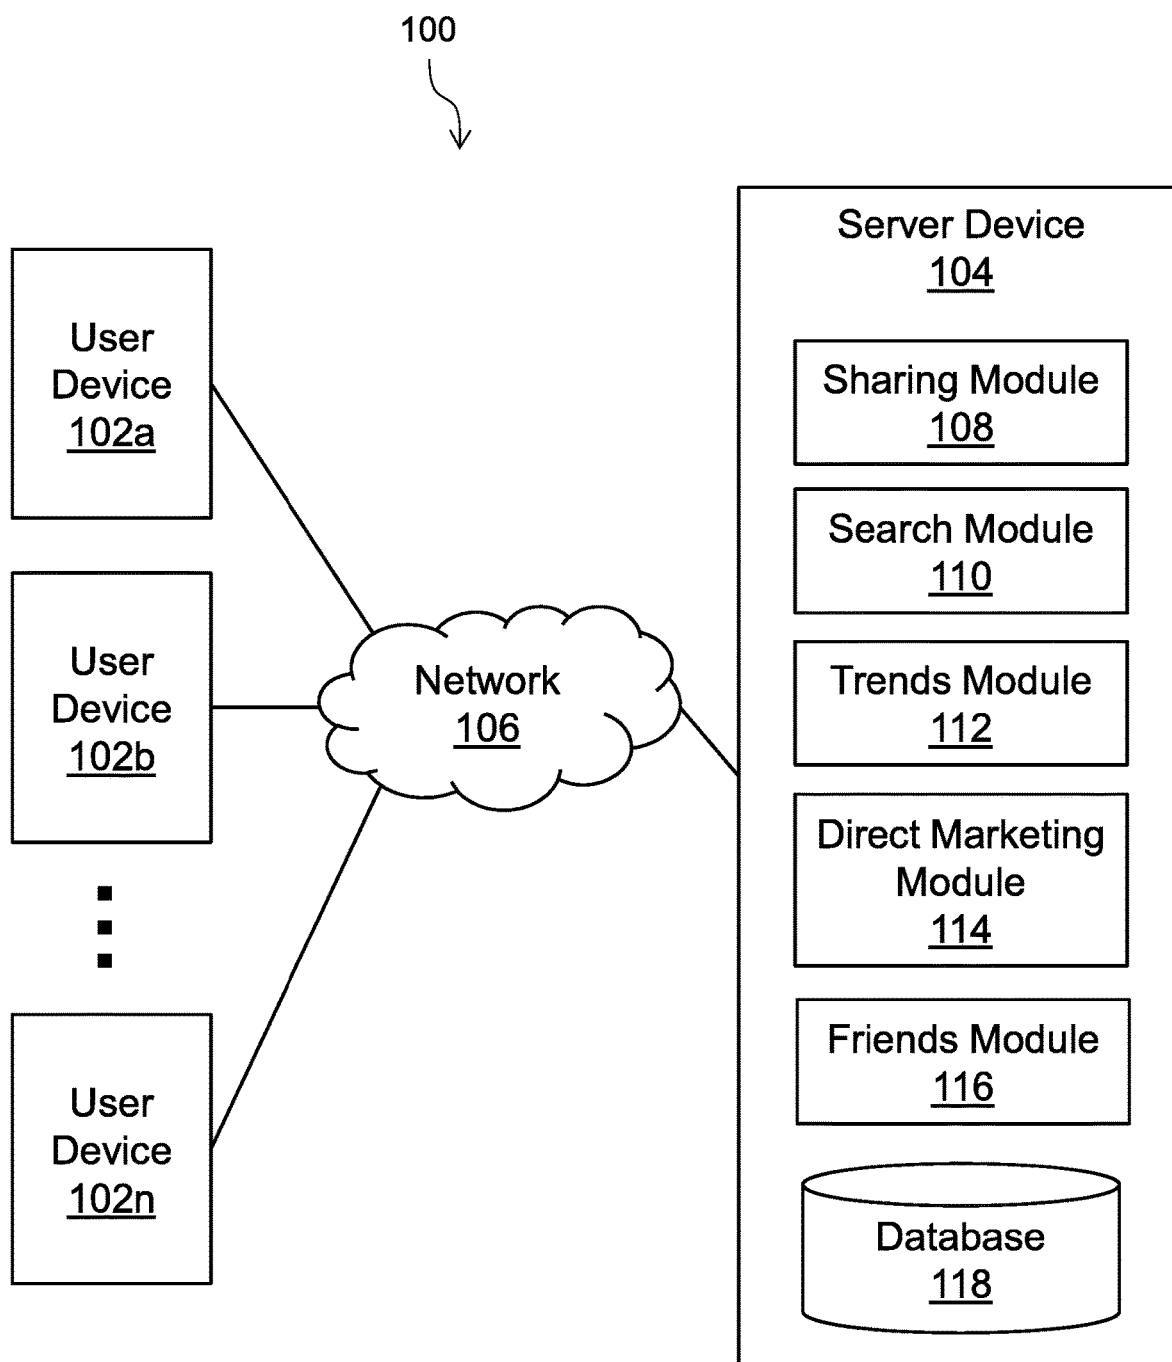 100
User
Device
102a
User
Device
102b
User
Device
102n
Network
106
Server Device
104
Sharing Module
108
Search Module
110
Trends Module
112
Direct Marketing
Module
114
Friends Module
116
Database
118